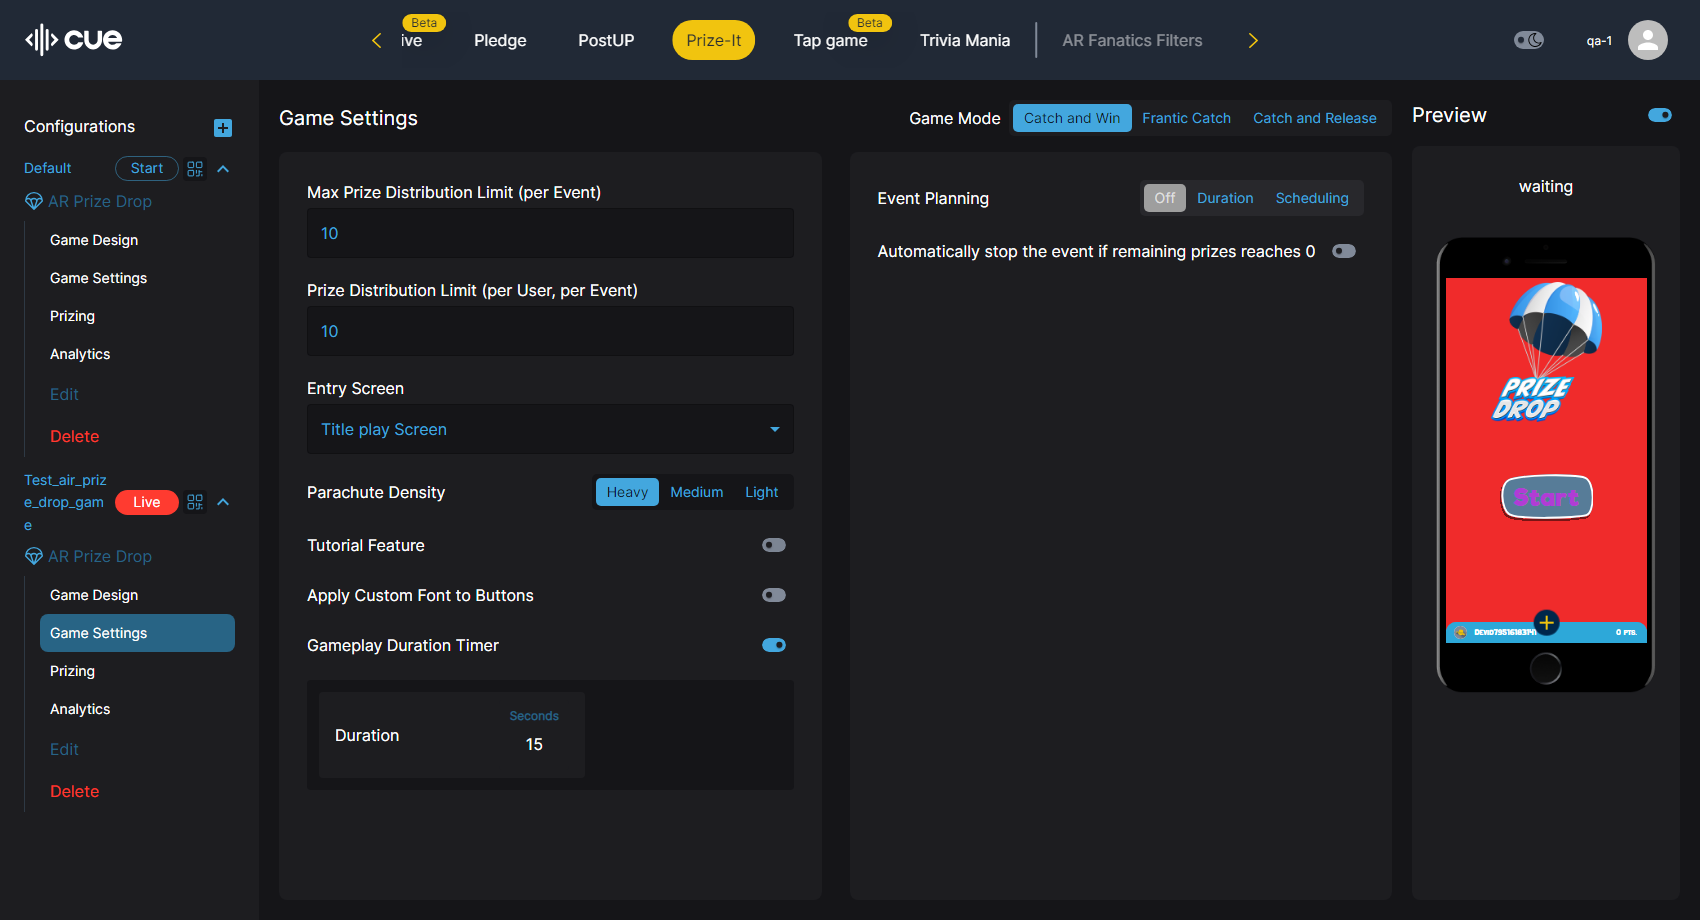 cue
ive
Beta
Pledge
PostUP
Prize-It
Tap game
Beta
Trivia Mania
AR Fanatics Filters
qa-1
Configurations
Default
Start
AR Prize Drop
Game Design
Game Settings
Prizing
Analytics
Edit
Delete
Test_air_priz
e_drop_gam
e
Live
AR Prize Drop
Game Design
Game Settings
Prizing
Analytics
Edit
Delete
Game Settings
Game Mode
Catch and Win
Frantic Catch
Catch and Release
Max Prize Distribution Limit (per Event)
10
Prize Distribution Limit (per User, per Event)
10
Entry Screen
Title play Screen
Parachute Density
Heavy
Medium
Light
Tutorial Feature
Apply Custom Font to Buttons
Gameplay Duration Timer
Duration
Seconds
15
Event Planning
Off
Duration
Scheduling
Automatically stop the event if remaining prizes reaches 0
Preview
waiting
PRIZE
DROP
Start
0 PTS.